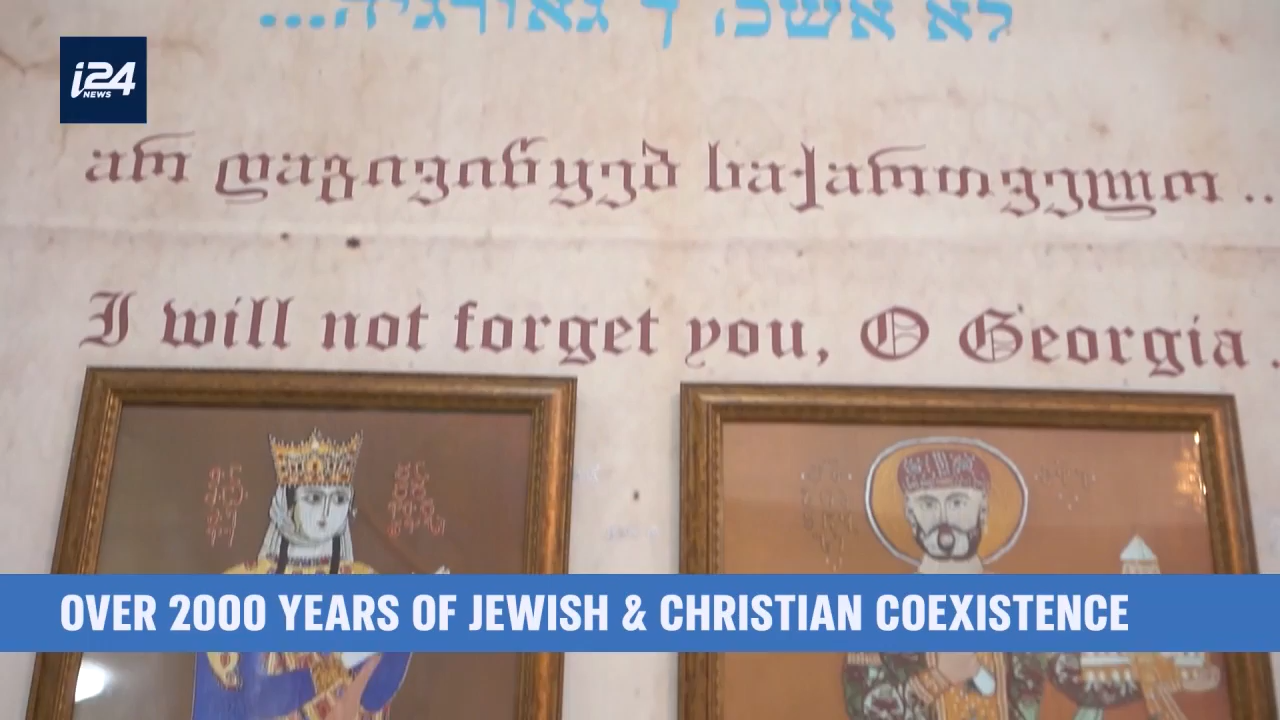 לא אשכח ך גאורגיה...
i24
NEWS
არ დაგივიწყებ საქართველო ..
I will not forget you, O Georgia .
OVER 2000 YEARS OF JEWISH & CHRISTIAN COEXISTENCE